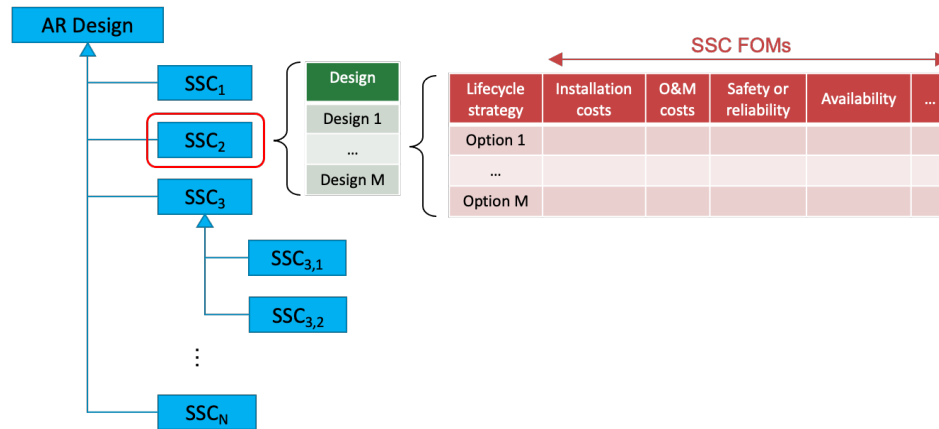 AR Design
SSC FOMs
SSC₁
Design
Lifecycle strategy
Installation costs
O&M costs
Safety or reliability
Availability
...
Design 1
Option 1
SSC₂
...
...
Design M
Option M
SSC₃
SSC₃,₁
SSC₃,₂
⋮
SSC_N